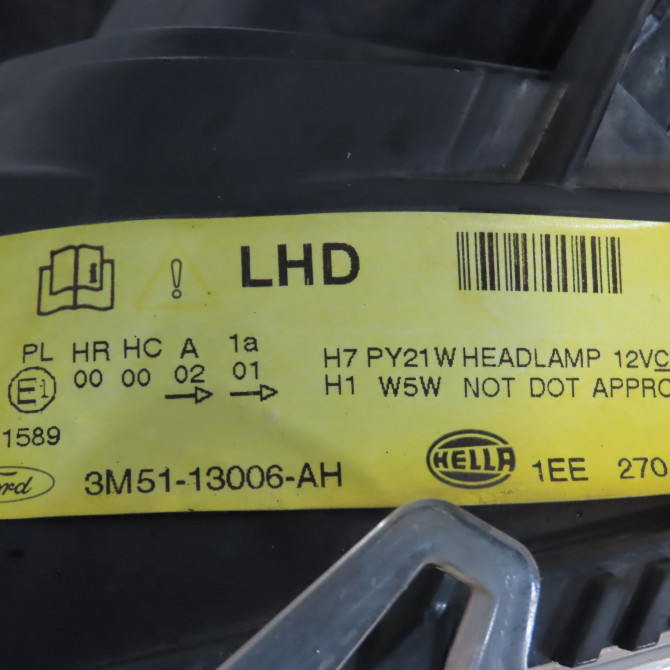 LHD
PL HR HC A 1a
E1 00 00 02 01
H7 PY21W HEADLAMP 12V
H1 W5W NOT DOT APPRO
1589
3M51-13006-AH
HELLA 1EE 270